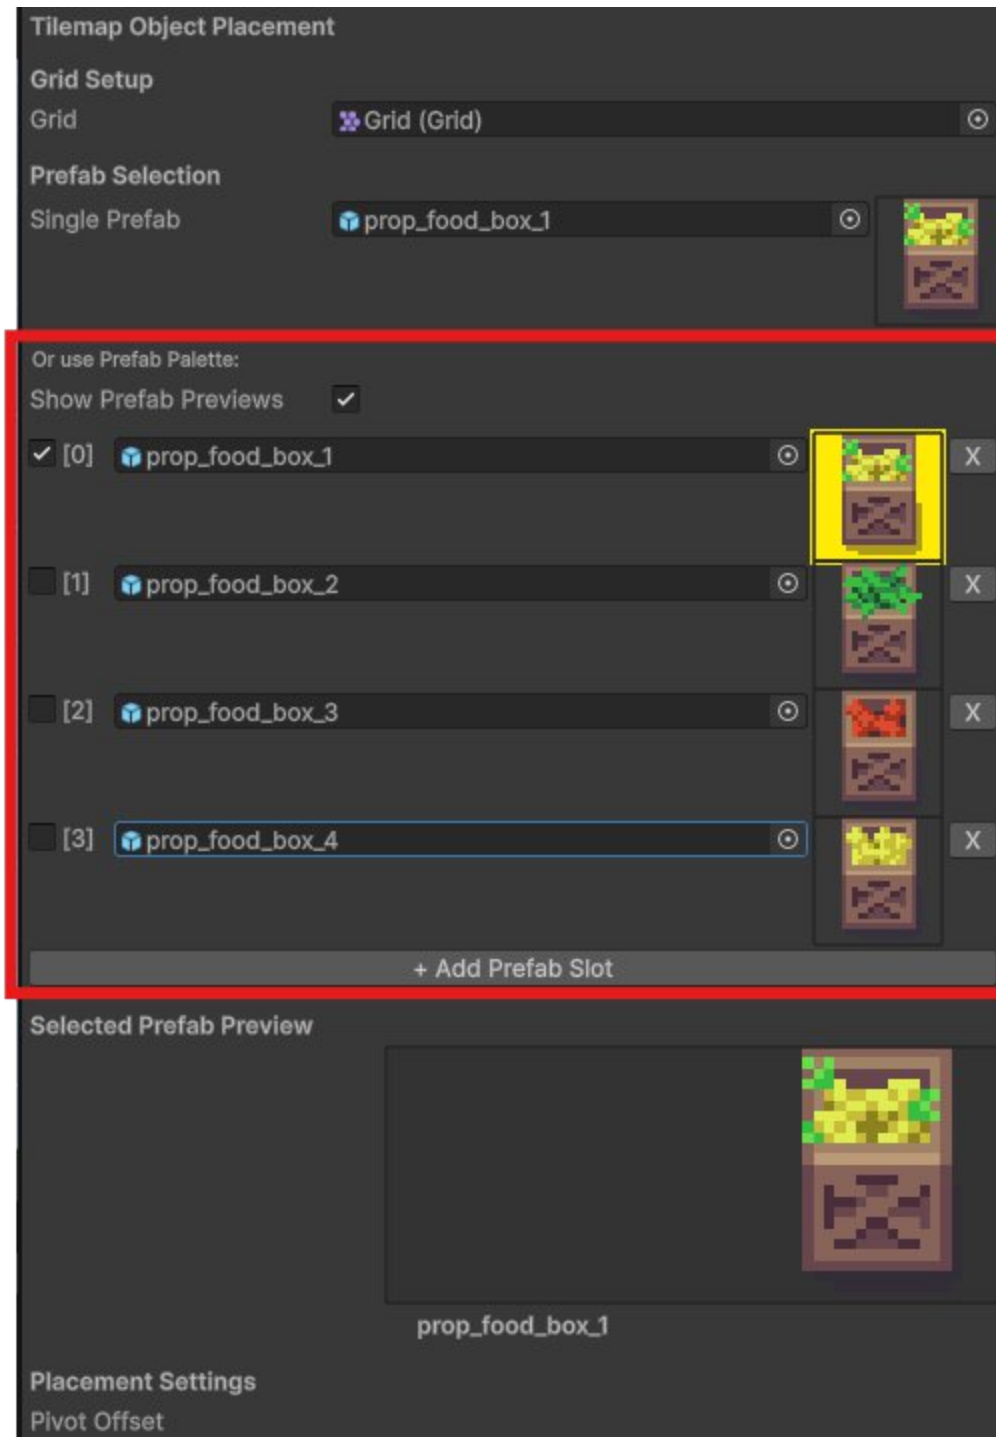 Tilemap Object Placement
Grid Setup
Grid Grid (Grid)
Prefab Selection
Single Prefab prop_food_box_1
Or use Prefab Palette:
Show Prefab Previews
[0] prop_food_box_1 X
[1] prop_food_box_2 X
[2] prop_food_box_3 X
[3] prop_food_box_4 X
+ Add Prefab Slot
Selected Prefab Preview
prop_food_box_1
Placement Settings
Pivot Offset